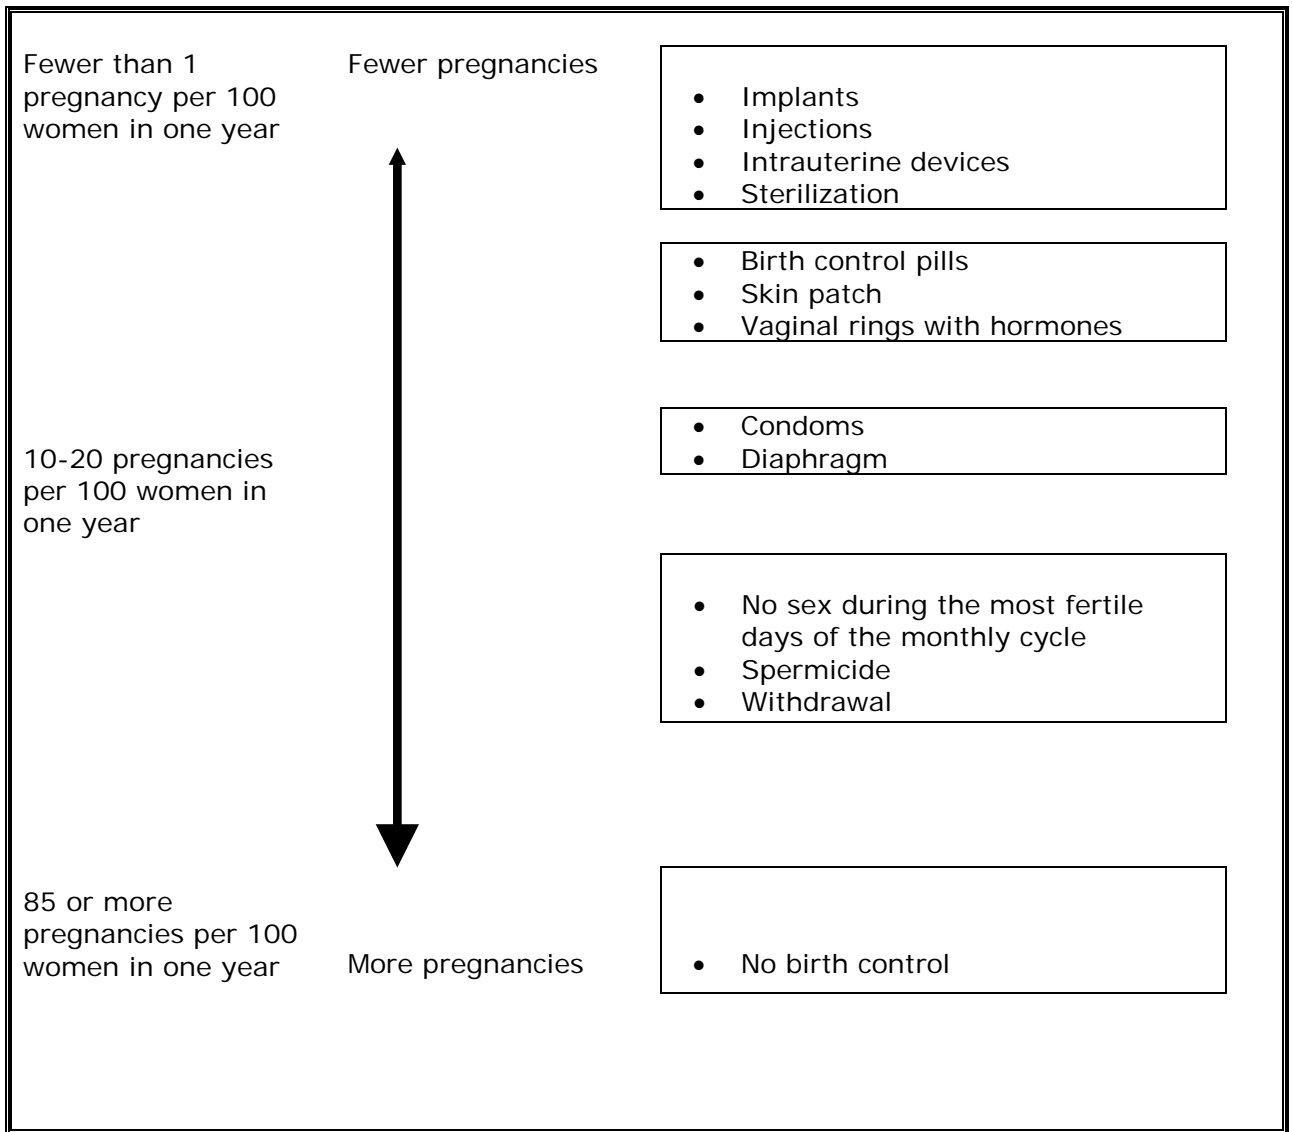 Fewer than 1
pregnancy per 100
women in one year
Fewer pregnancies
• Implants
• Injections
• Intrauterine devices
• Sterilization
• Birth control pills
• Skin patch
• Vaginal rings with hormones
• Condoms
• Diaphragm
10-20 pregnancies
per 100 women in
one year
• No sex during the most fertile
days of the monthly cycle
• Spermicide
• Withdrawal
85 or more
pregnancies per 100
women in one year
More pregnancies
• No birth control